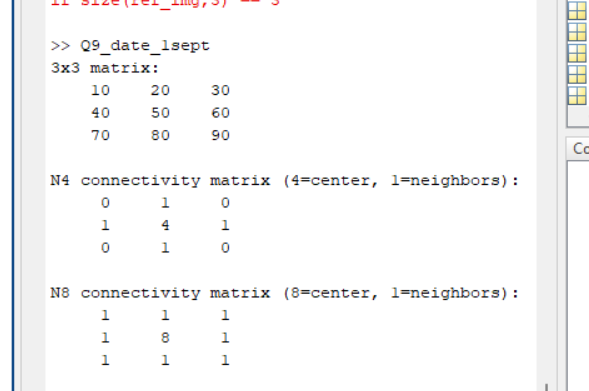 if size(ref_img,3) == 3
>> Q9_date_1sept
3x3 matrix:
10 20 30
40 50 60
70 80 90
N4 connectivity matrix (4=center, 1=neighbors):
0 1 0
1 4 1
0 1 0
N8 connectivity matrix (8=center, 1=neighbors):
1 1 1
1 8 1
1 1 1